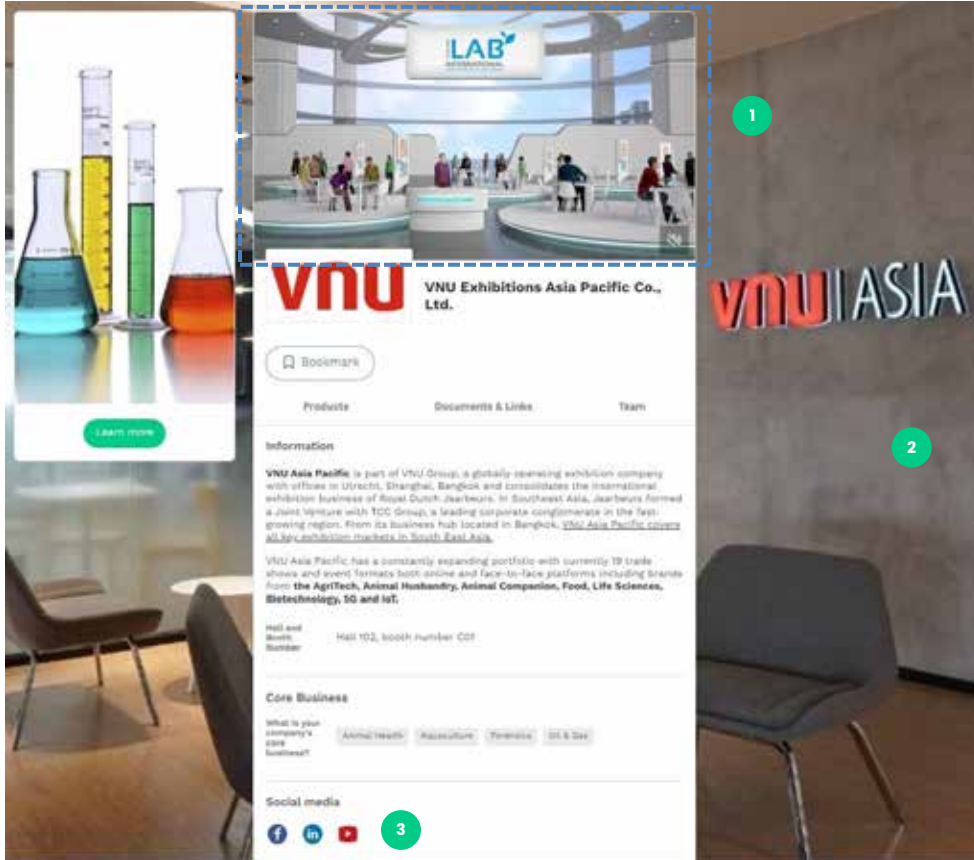 LAB
INTERNATIONAL
1
vnu
VNU Exhibitions Asia Pacific Co.,
Ltd.
vnu ASIA
Bookmark
Products
Documents & Links
Team
Learn more
2
Information
VNU Asia Pacific is part of VNU Group, a globally operating exhibition company
with offices in Utrecht, Shanghai, Bangkok and consolidates the international
exhibition business of Royal Dutch Jaarbeurs. In Southeast Asia, Jaarbeurs formed
a Joint Venture with TCC Group, a leading corporate conglomerate in the fast-
growing region. From its business hub located in Bangkok, VNU Asia Pacific covers
all key exhibition markets in South East Asia.
VNU Asia Pacific has a constantly expanding portfolio with currently 19 trade
shows and event formats both online and face-to-face platforms including brands
from the AgriTech, Animal Husbandry, Animal Companion, Food, Life Sciences,
Biotechnology, 5G and IoT.
Hall and
Booth
Number
Hall 102, booth number C01
Core Business
What is your
company's
core
business?
Animal Health
Aquaculture
Forensics
Oil & Gas
Social media
3